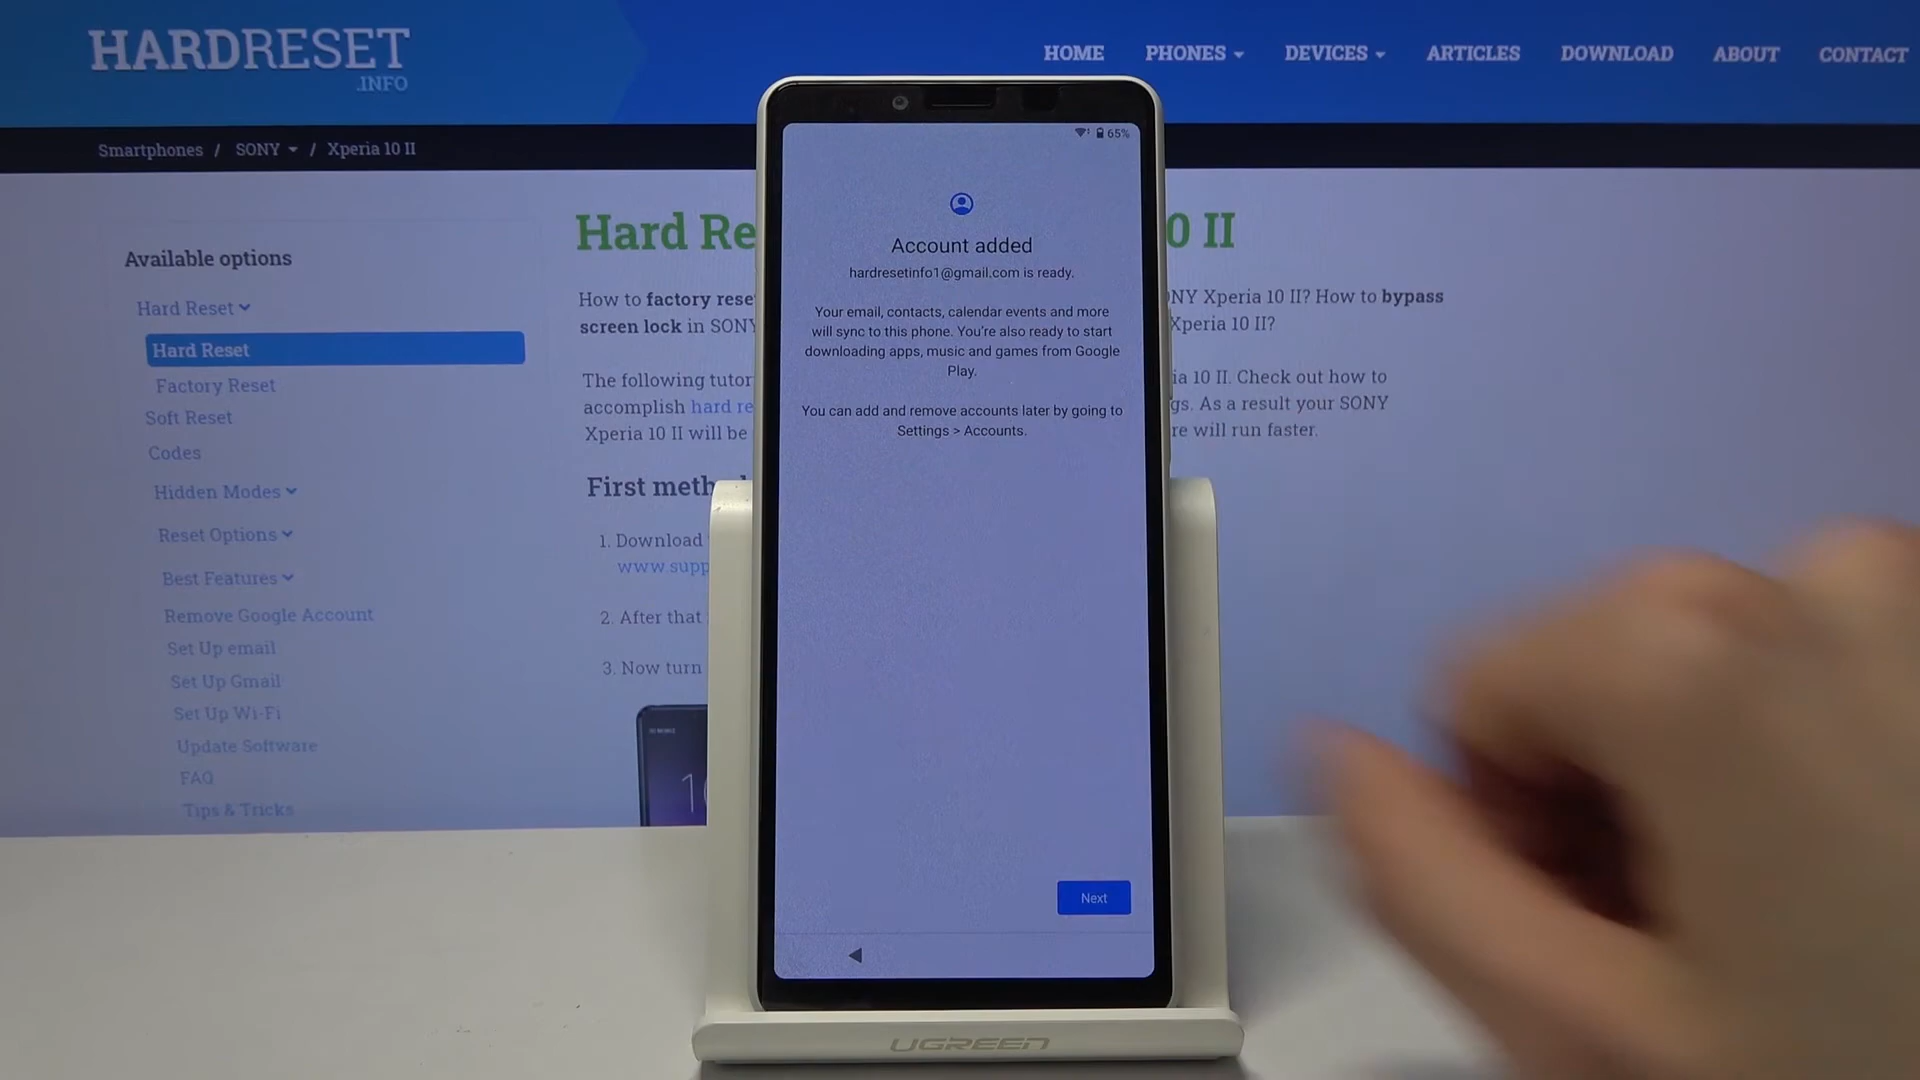 HARDRESET
.INFO
HOME PHONES DEVICES ARTICLES DOWNLOAD ABOUT CONTACT
Smartphones / SONY / Xperia 10 II
Available options
Hard Reset
Hard Reset
Factory Reset
Soft Reset
Codes
Hidden Modes
Reset Options
Best Features
Remove Google Account
Set Up email
Set Up Gmail
Set Up Wi-Fi
Update Software
FAQ
Tips & Tricks
Hard Re 0 II
How to factory rese NY Xperia 10 II? How to bypass
screen lock in SONY Xperia 10 II?
The following tutor ia 10 II. Check out how to
accomplish hard re gs. As a result your SONY
Xperia 10 II will be re will run faster.
First meth
1. Download
www.supp
2. After that
3. Now turn
65%
Account added
hardresetinfo1@gmail.com is ready.
Your email, contacts, calendar events and more
will sync to this phone. You're also ready to start
downloading apps, music and games from Google
Play.
You can add and remove accounts later by going to
Settings > Accounts.
Next
UGREEN